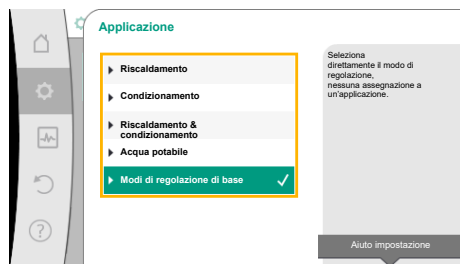 Applicazione
Riscaldamento
Condizionamento
Riscaldamento &
condizionamento
Acqua potabile
Modi di regolazione di base
Seleziona
direttamente il modo di
regolazione,
nessuna assegnazione a
un'applicazione.
Aiuto impostazione